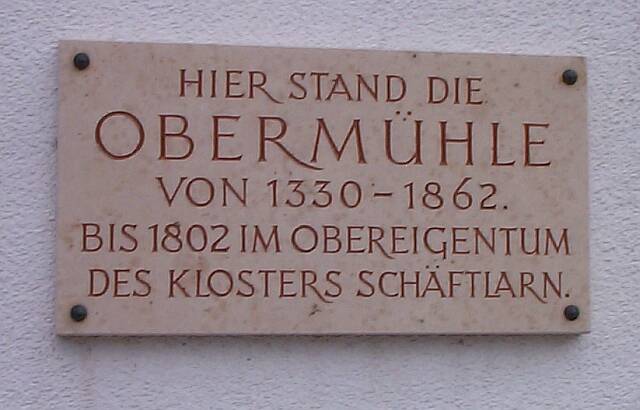 HIER STAND DIE
OBERMÜHLE
VON 1330 - 1862.
BIS 1802 IM OBEREIGENTUM
DES KLOSTERS SCHÄFTLARN.